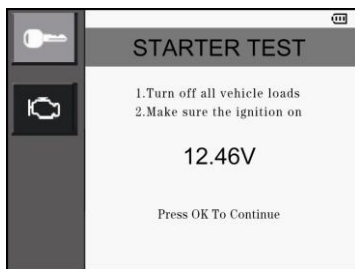 STARTER TEST
1.Turn off all vehicle loads
2.Make sure the ignition on
12.46V
Press OK To Continue